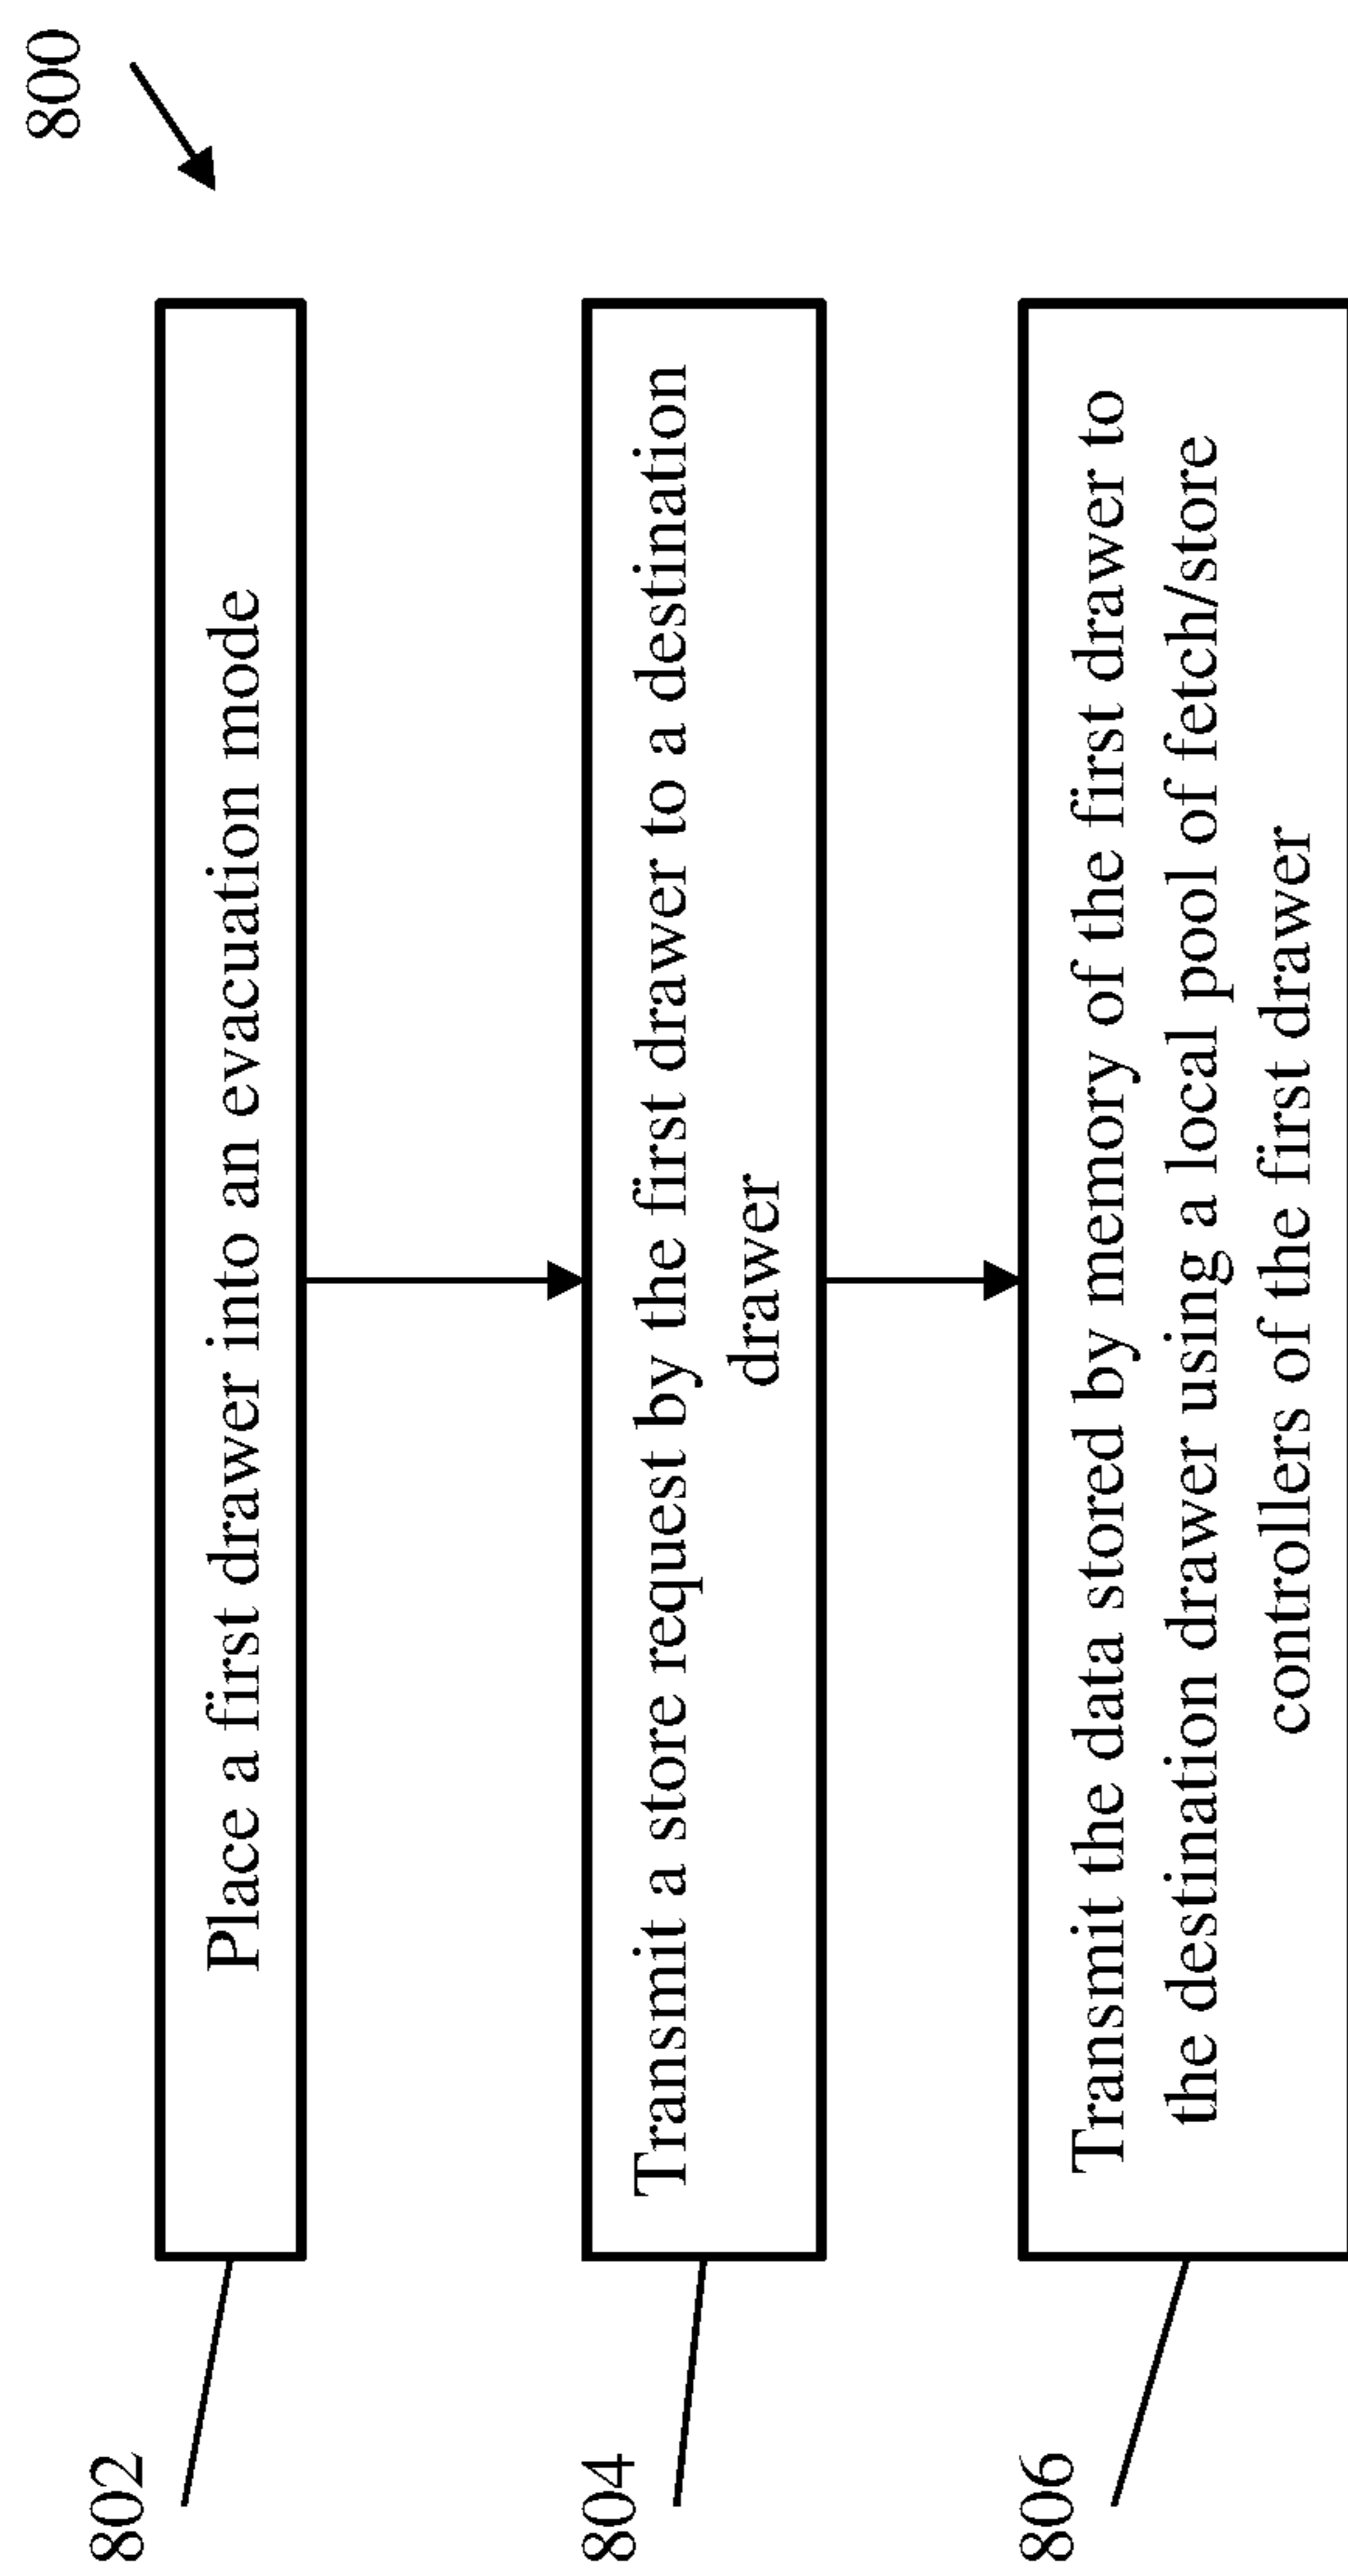 800
802
Place a first drawer into an evacuation mode
804
Transmit a store request by the first drawer to a destination
drawer
806
Transmit the data stored by memory of the first drawer to
the destination drawer using a local pool of fetch/store
controllers of the first drawer